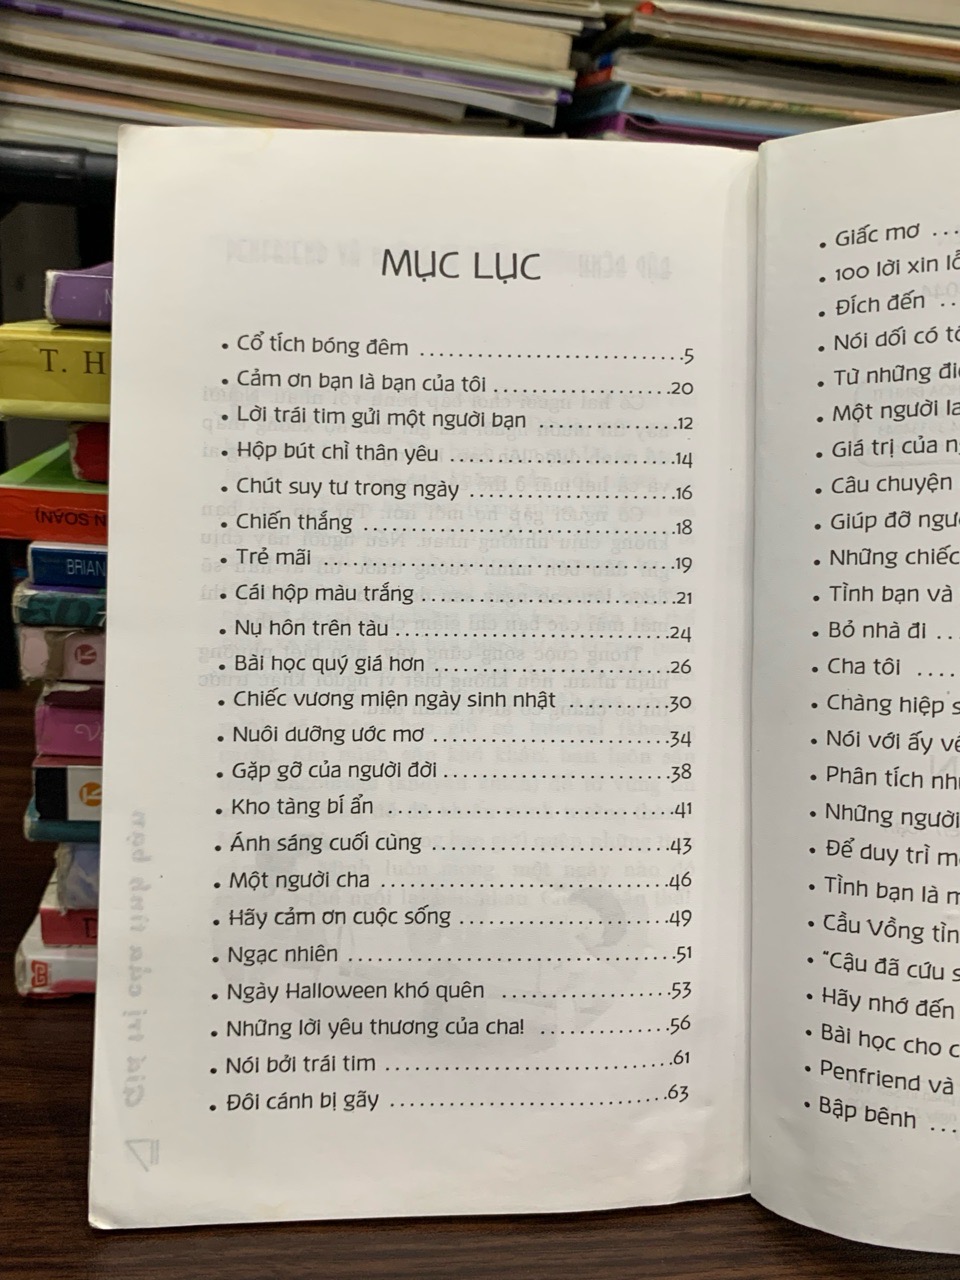 MỤC LỤC
• Cổ tích bóng đêm ............................5
• Cảm ơn bạn là bạn của tôi ...................20
• Lời trái tim gửi một người bạn ...............12
• Hộp bút chì thân yêu ........................14
• Chút suy tư trong ngày ......................16
• Chiến thắng .................................18
• Trẻ mãi .....................................19
• Cái hộp màu trắng ...........................21
• Nụ hôn trên tàu .............................24
• Bài học quý giá hơn .........................26
• Chiếc vương miện ngày sinh nhật ...........30
• Nuôi dưỡng ước mơ .........................34
• Gặp gỡ của người đời ........................38
• Kho tàng bí ẩn ..............................41
• Ánh sáng cuối cùng ..........................43
• Một người cha ...............................46
• Hãy cảm ơn cuộc sống .......................49
• Ngạc nhiên ..................................51
• Ngày Halloween khó quên ..................53
• Những lời yêu thương của cha! ..............56
• Nói bởi trái tim .............................61
• Đôi cánh bị gãy .............................63
• Giấc mơ ...
• 100 lời xin
• Đích đến ..
• Nói dối có
• Từ những
• Một người
• Giá trị của
• Câu chuyện
• Giúp đỡ
• Những chiếc
• Tình bạn và
• Bỏ nhà đi ..
• Cha tôi ....
• Chàng hiệp
• Nói với ấy
• Phân tích
• Những người
• Để duy trì
• Tình bạn là
• Cầu Vồng
• "Cậu đã cứu
• Hãy nhớ đến
• Bài học cho
• Penfriend và
• Bập bênh ...
T. H
N SOẠN)
BRIAN